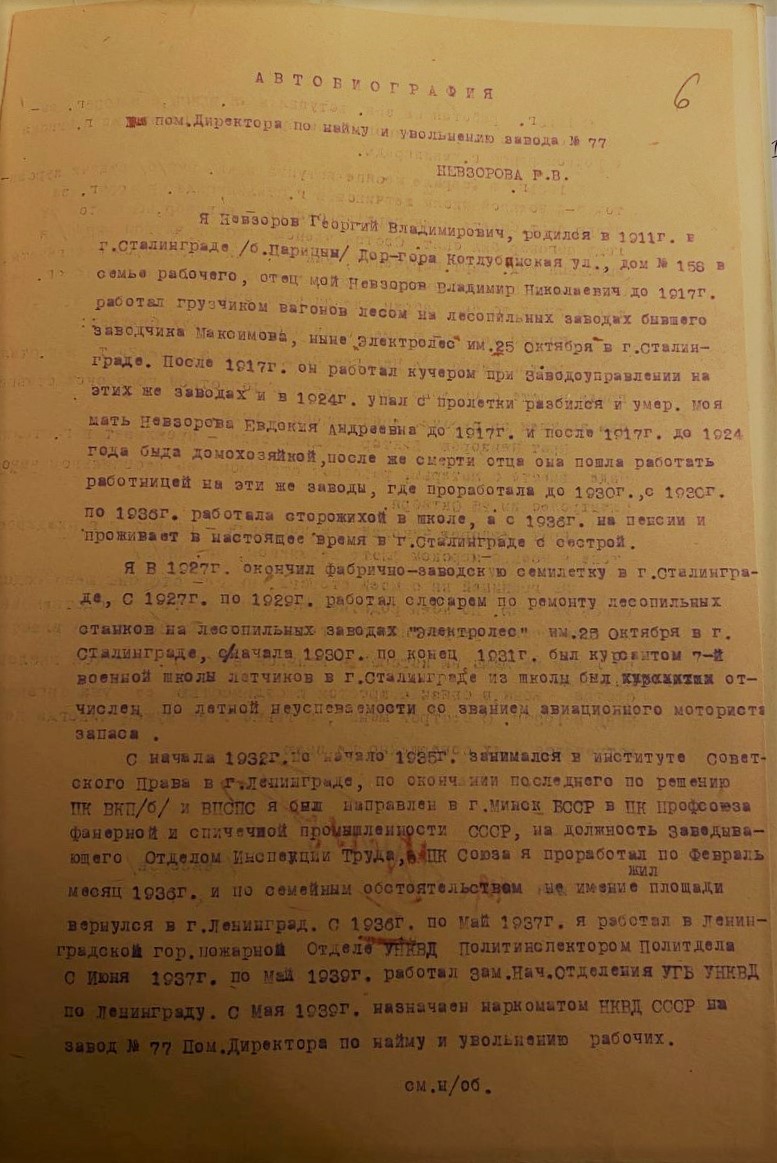 6
АВТОБИОГРАФИЯ
пом.Директора по найму и увольнению завода № 77
НЕВЗОРОВА Г.В.
Я Невзоров Георгий Владимирович, родился в 1911г. в
г.Сталинграде /б.Царицын/ Дор-гора Котлубанская ул., дом № 158 в
семье рабочего, отец мой Невзоров Владимир Николаевич до 1917г.
работал грузчиком вагонов лесом на лесопильных заводах бывшего
заводчика Максимова, ныне "Электролес" им.25 Октября в г.Сталин-
граде. После 1917г. он работал кучером при Заводоуправлении на
этих же заводах и в 1924г. упал с пролетки разбился и умер. Моя
мать Невзорова Евдокия Андреевна до 1917г. и после 1917г. до 1924
года быда домохозяйкой,после же смерти отца она пошла работать
работницей на эти же заводы, где проработала до 1930г.,с 1930г.
по 1936г. работала сторожихой в школе, а с 1936г. на пенсии и
проживает в настоящее время в г.Сталинграде с сестрой.
Я В 1927г. окончил фабрично-заводскую семилетку в г.Сталингра-
де, С 1927г. по 1929г. работал слесарем по ремонту лесопильных
станков на лесопильных заводах "Электролес" им.25 Октября в г.
Сталинграде, с/начала 1930г. по конец 1931г. был курсантом 7-й
военной школы летчиков в г.Сталинграде из школы был от-
числен по летной неуспеваемости со званием авиационного моториста
запаса .
С начала 1932г.по начало 1935г. занимался в институте Совет-
ского Права в г.Ленинграде, по окончании последнего по решению
ЦК ВКП/б/ и ВЦСПС я был направлен в г.Минск БССР в ЦК Профсоюза
фанерной и спичечной промышленности СССР, на должность Заведыва-
ющего Отделом Инспекции Труда, в ЦК Союза я проработал по Февраль
жил
месяц 1936г. и по семейным обстоятельствам не имение площади
вернулся в г.Ленинград. С 1936г. по Май 1937г. я работал в Ленин-
градской гор.пожарной Отделе УНКВД Политинспектором Политдела
С Июня 1937г. по Май 1939г. работал Зам.Нач.Отделения УГБ УНКВД
по Ленинграду. С Мая 1939г. назначен наркоматом НКВД СССР на
завод № 77 Пом.Директора по найму и увольнению рабочих.
см.н/об.